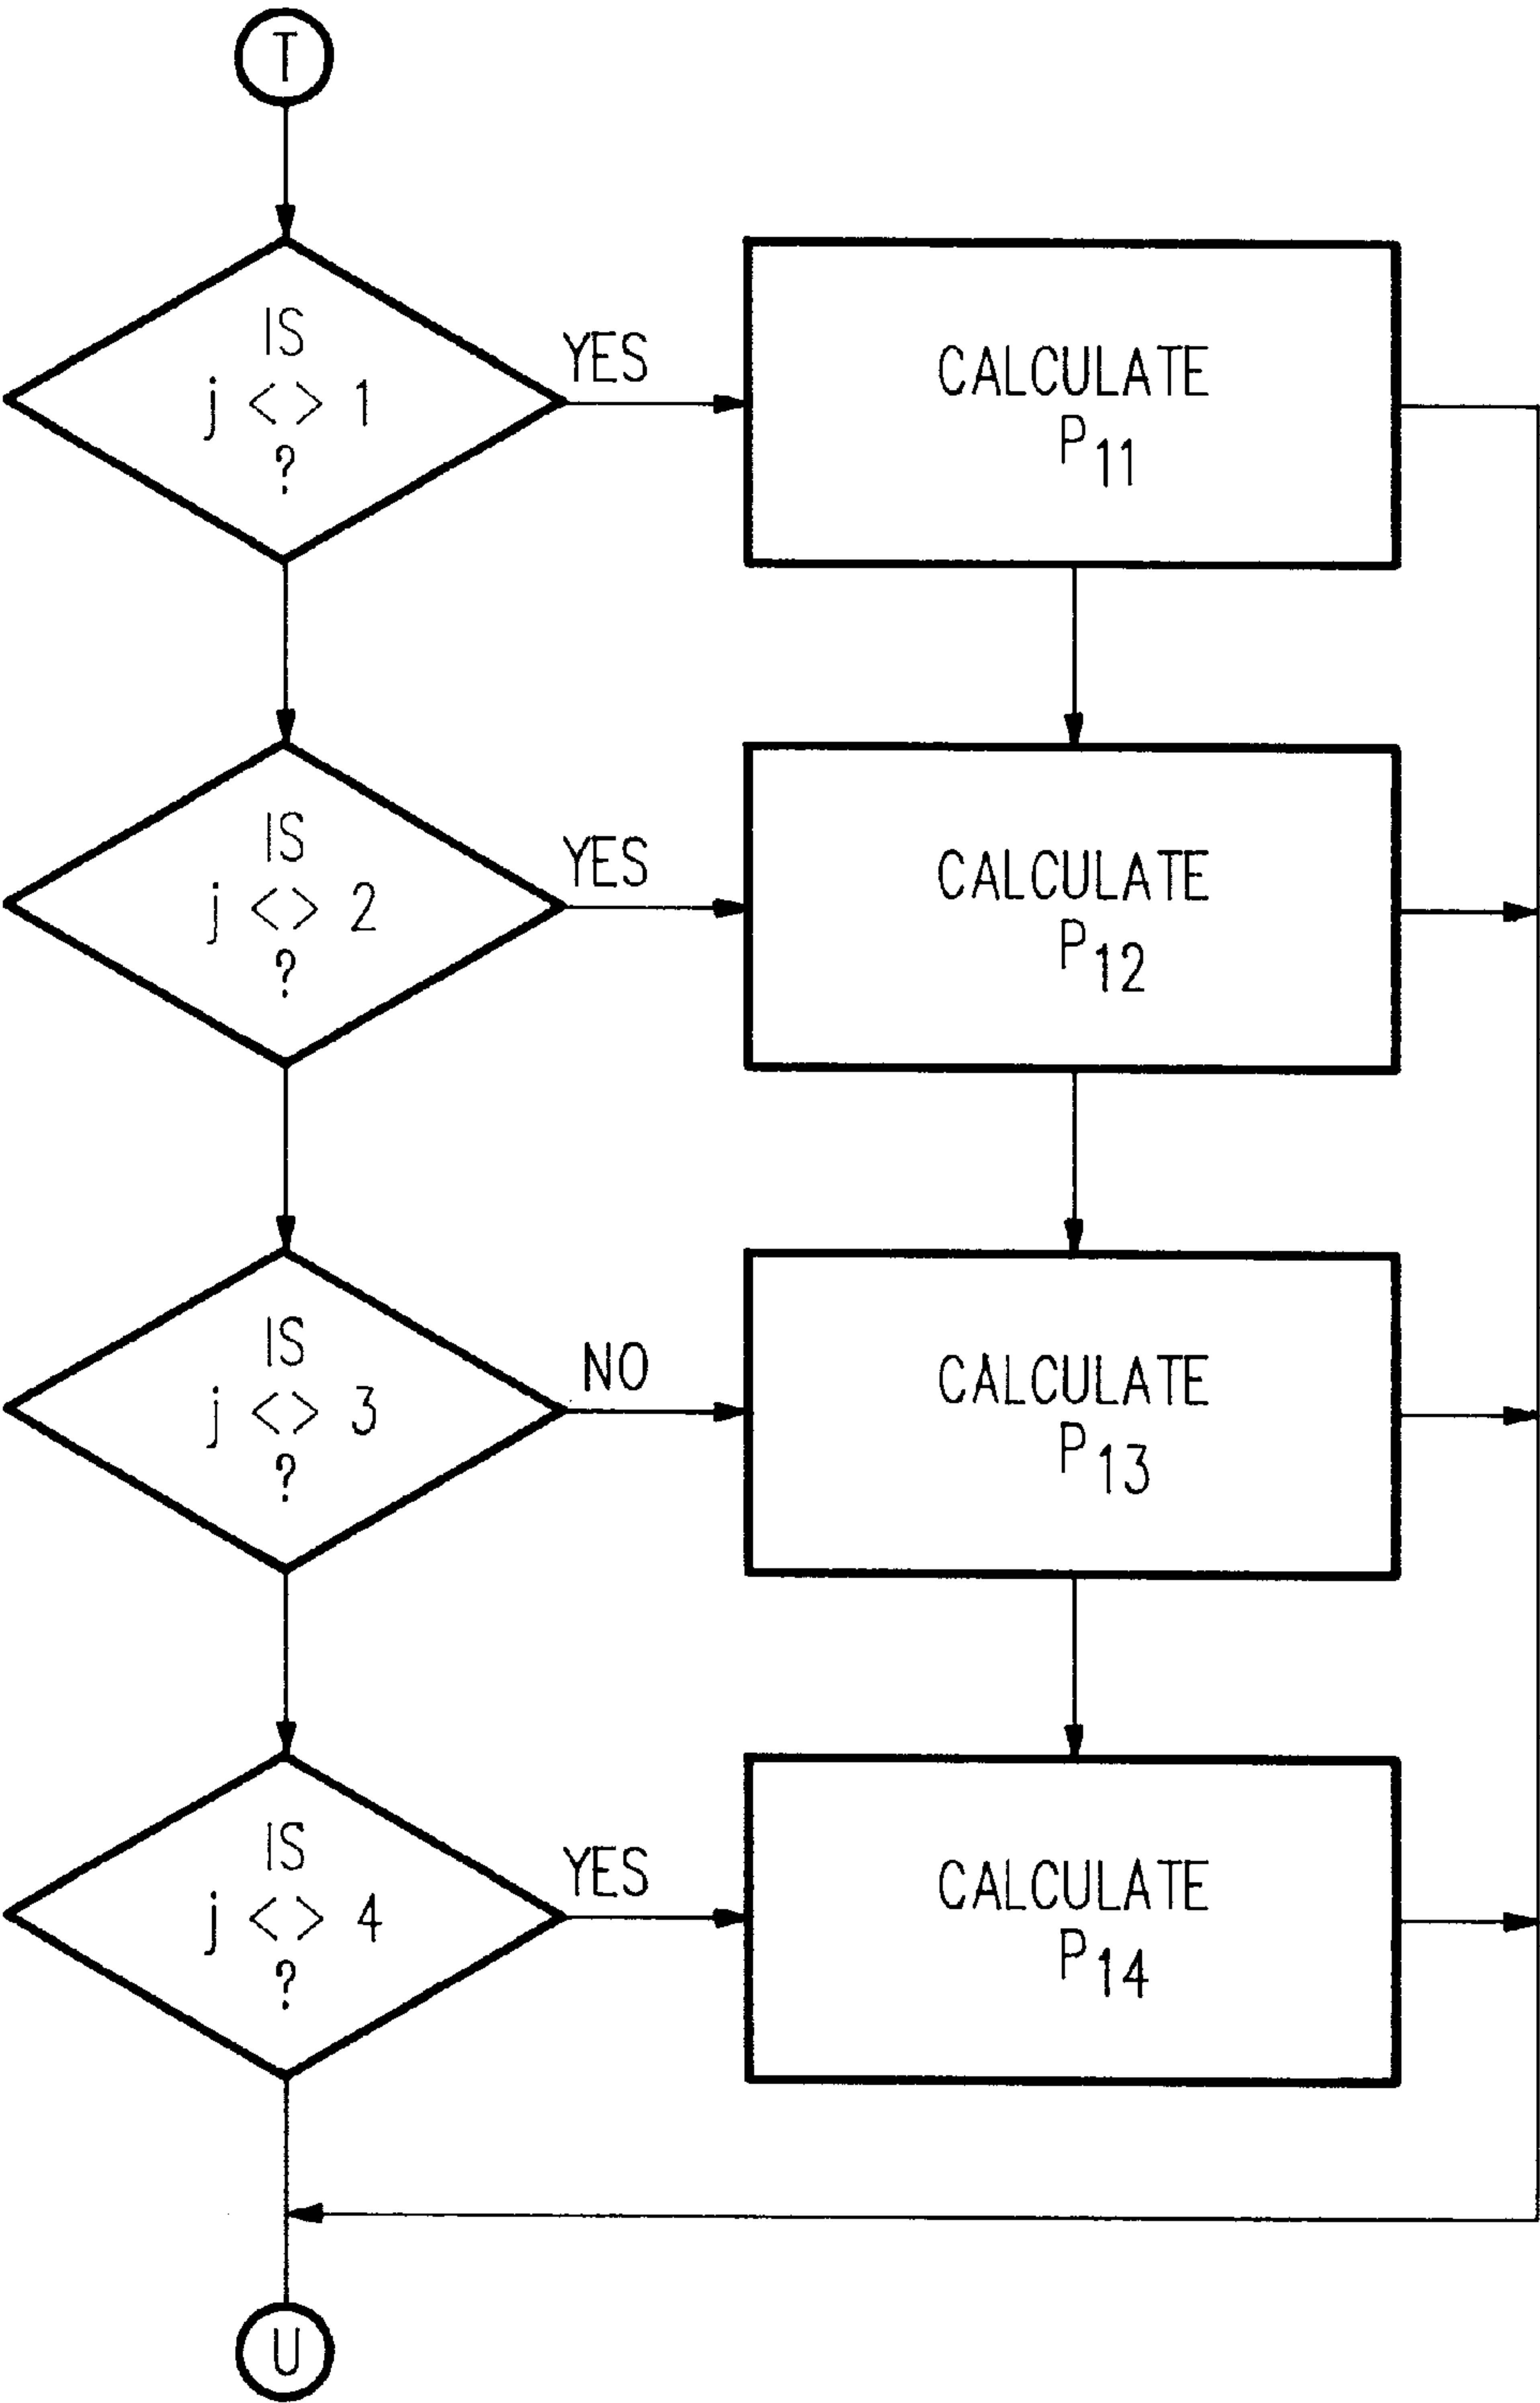 T
IS
j <> 1
?
YES
CALCULATE
P11
IS
j <> 2
?
YES
CALCULATE
P12
IS
j <> 3
?
NO
CALCULATE
P13
IS
j <> 4
?
YES
CALCULATE
P14
U